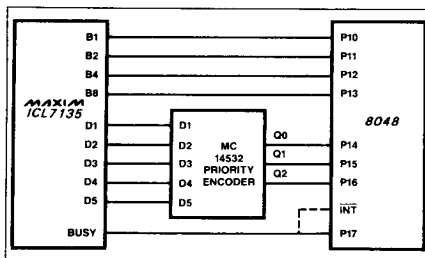 B1
B2
B4
B8
MAXIM
ICL7135
D1
D2
D3
D4
D5
BUSY
D1
D2
D3
D4
D5
MC
14532
PRIORITY
ENCODER
Q0
Q1
Q2
P10
P11
P12
P13
8048
P14
P15
P16
INT
P17